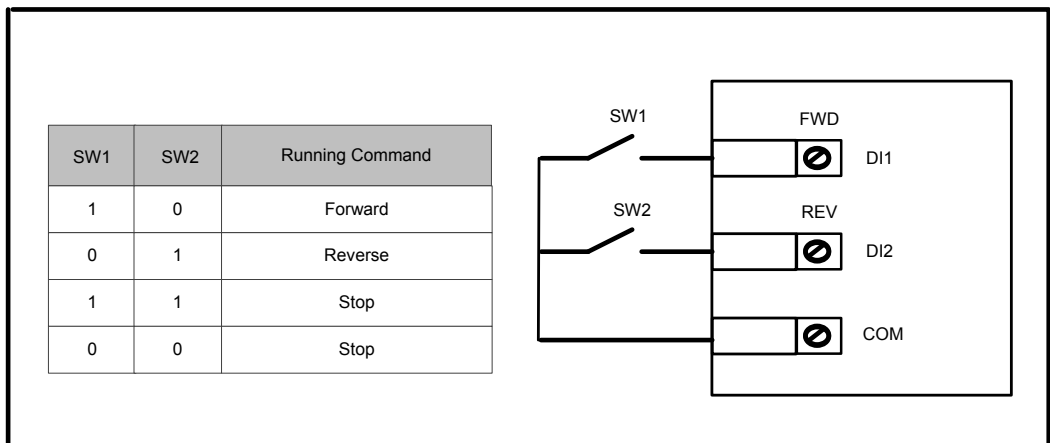 SW1 SW2 Running Command
1 0 Forward
0 1 Reverse
1 1 Stop
0 0 Stop
SW1
FWD
DI1
SW2
REV
DI2
COM